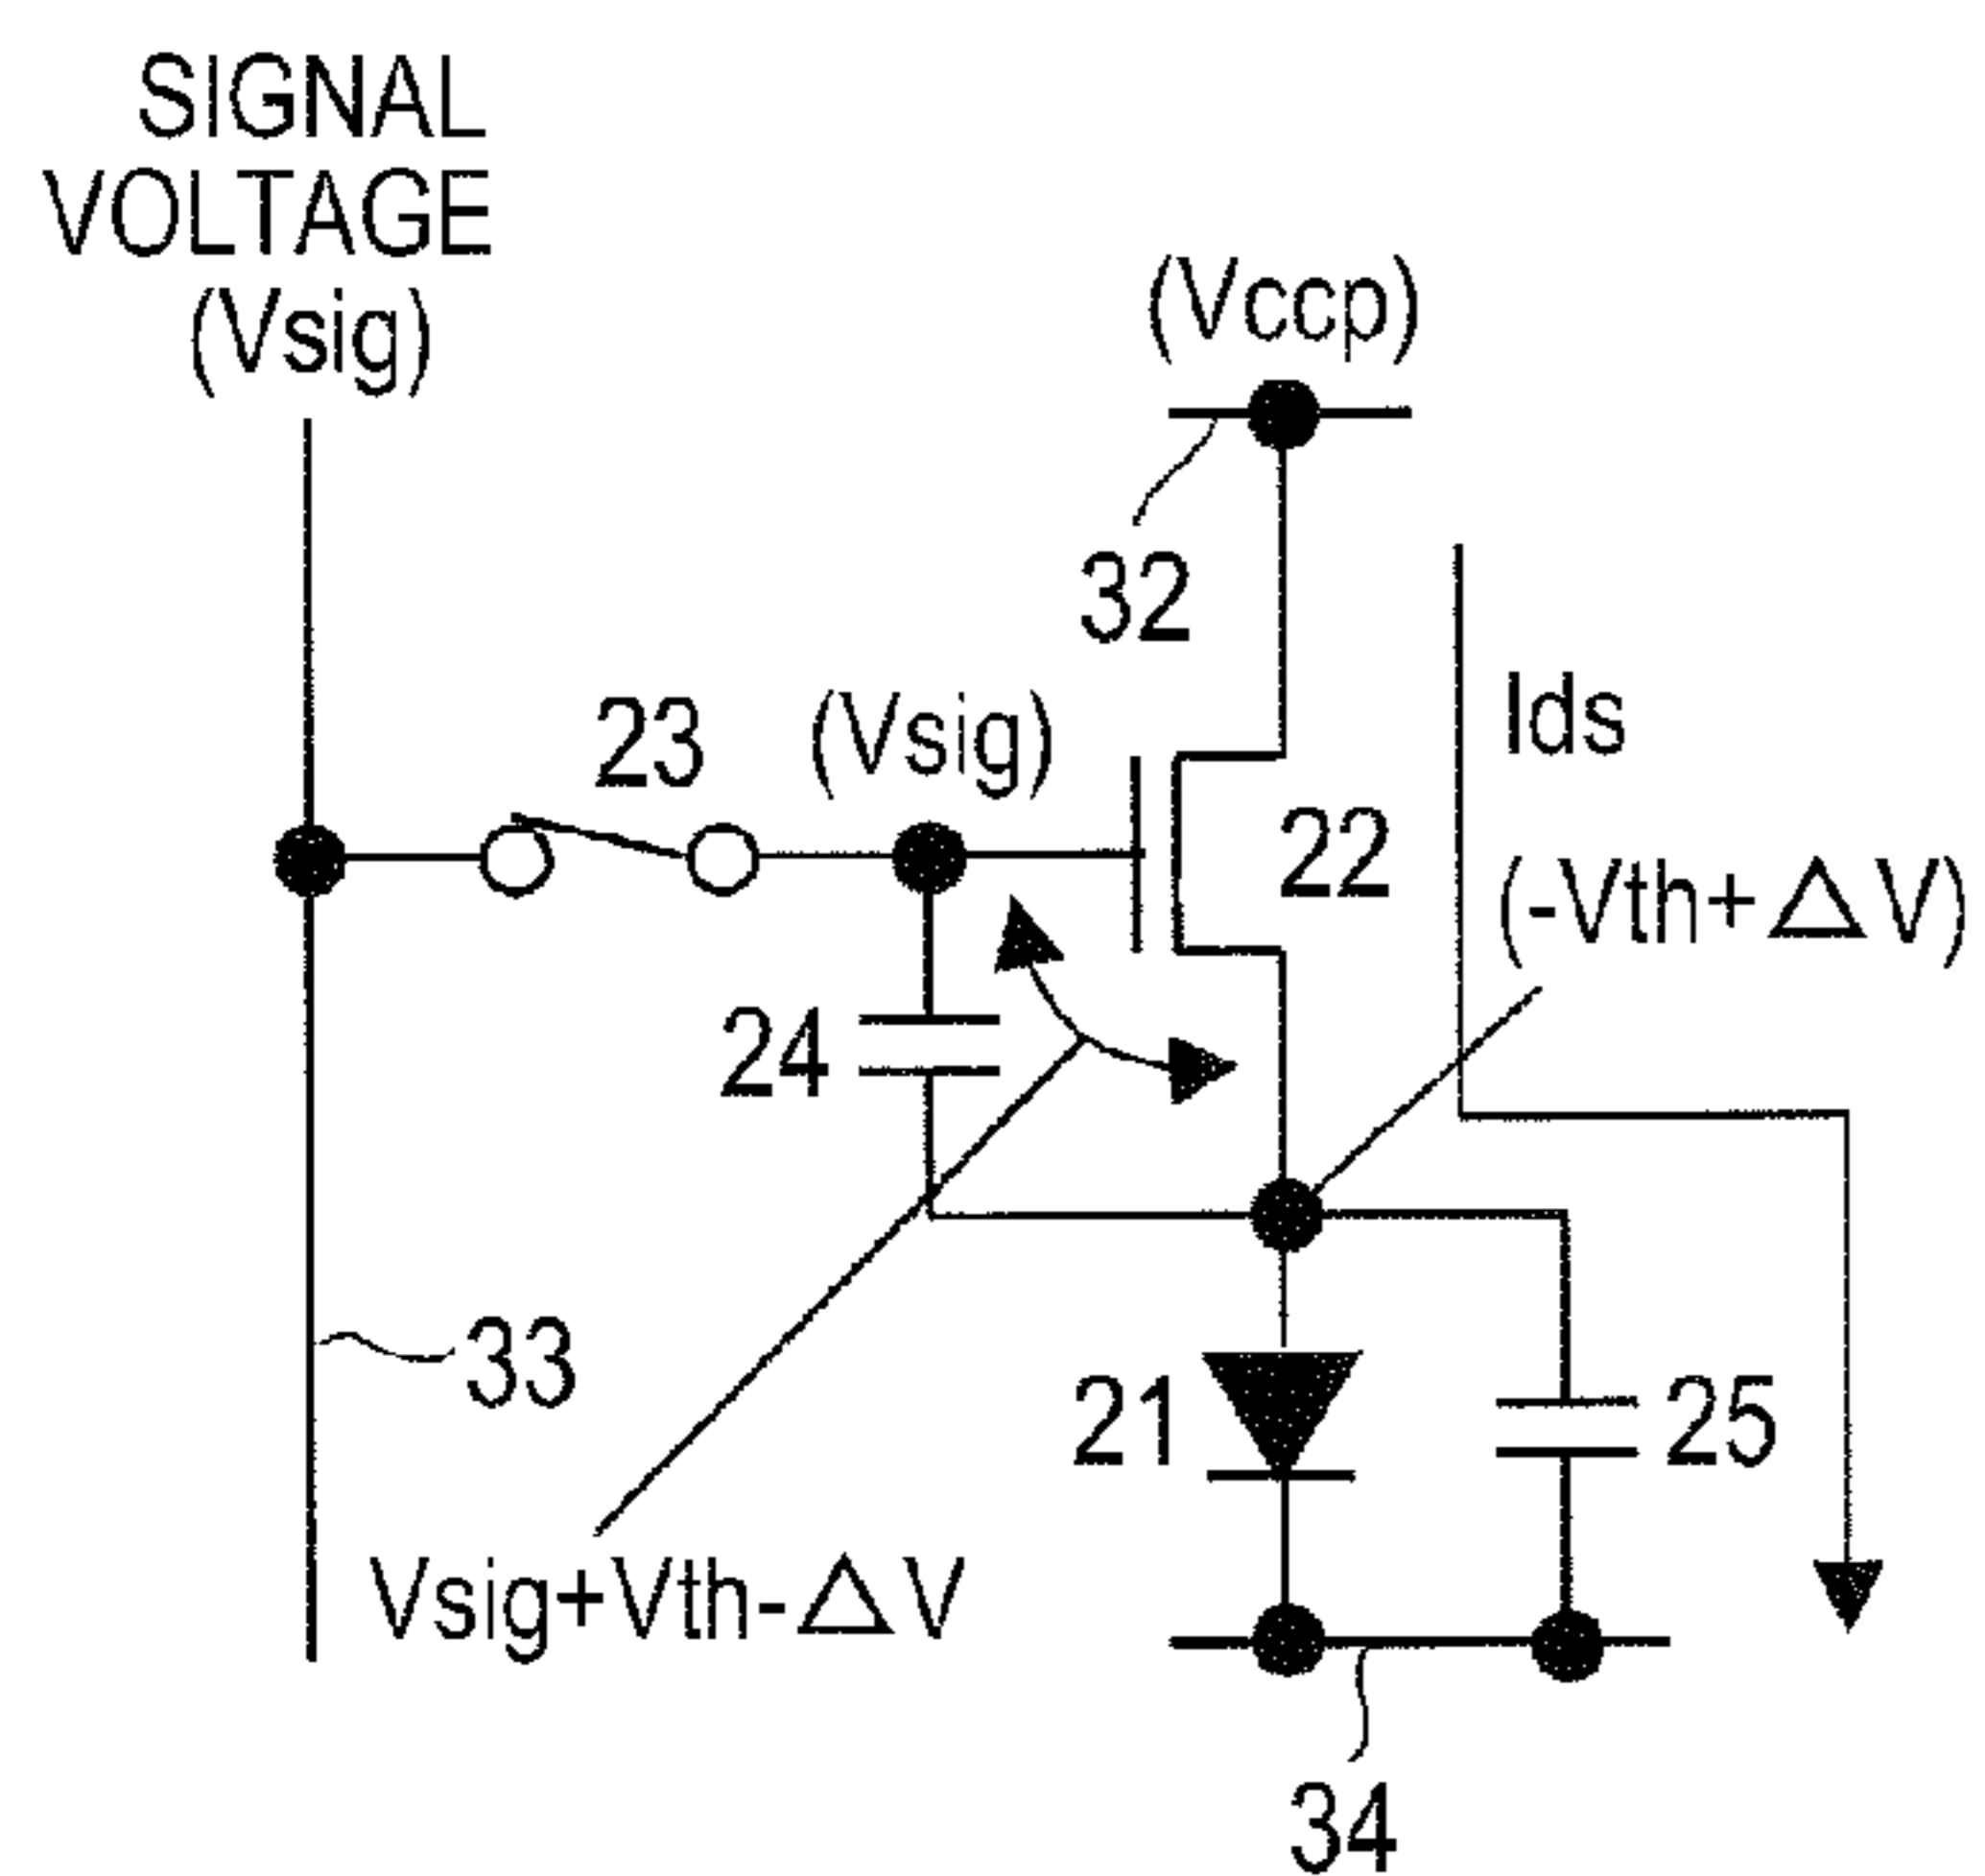 SIGNAL
VOLTAGE
(Vsig)
(Vccp)
32
Ids
23
(Vsig)
22
(-Vth+△V)
24
33
21
25
Vsig+Vth-△V
34